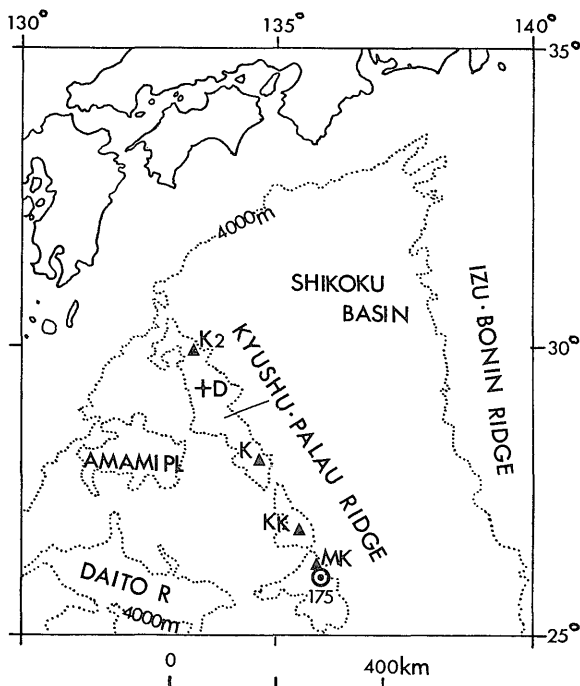 130°
135°
140°
35°
4000m
SHIKOKU
BASIN
IZU·BONIN RIDGE
30°
K2
KYUSHU·PALAU RIDGE
+D
AMAMI PL
K
KK
MK
DAITO R
175
4000m
25°
0
400km